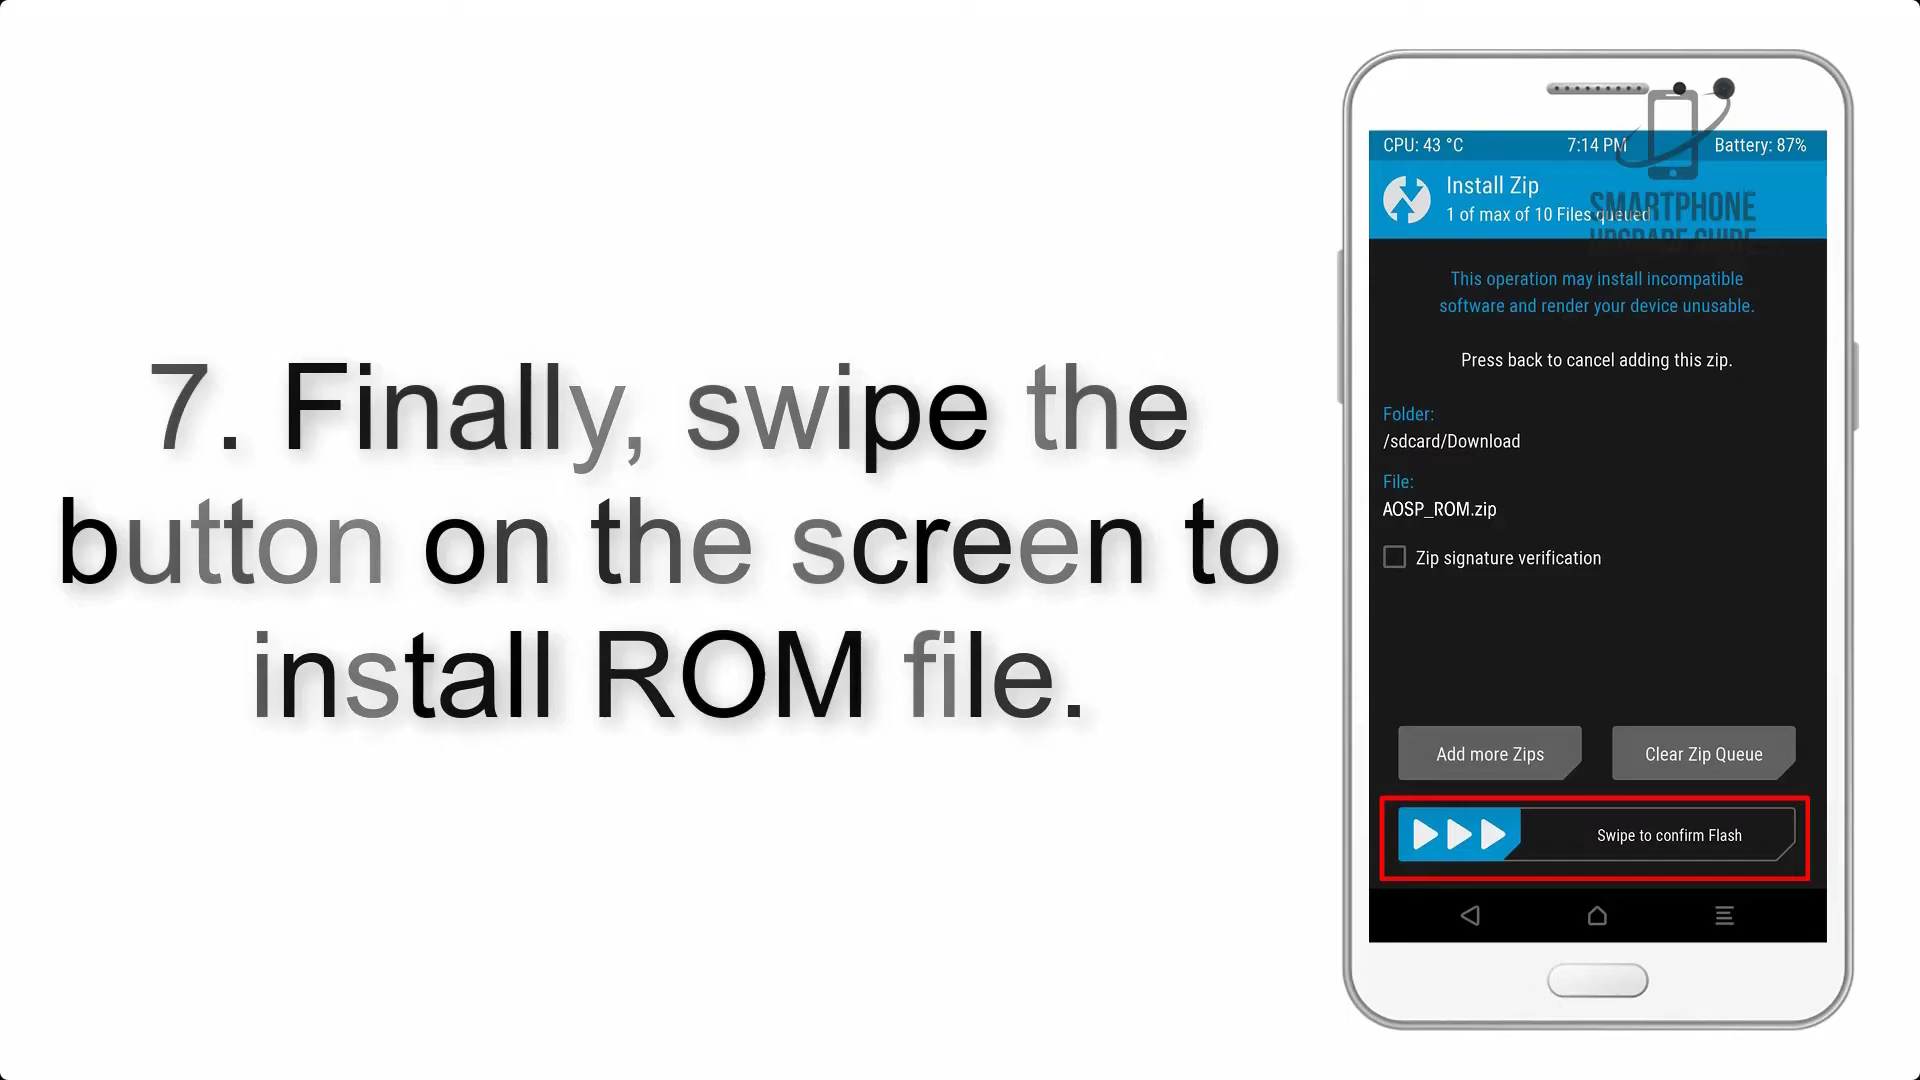 7. Finally, swipe the
button on the screen to
install ROM file.
CPU: 43 °C 7:14 PM Battery: 87%
Install Zip
1 of max of 10 Files queued
SMARTPHONE
UPGRADE GUIDE
This operation may install incompatible
software and render your device unusable.
Press back to cancel adding this zip.
Folder:
/sdcard/Download
File:
AOSP_ROM.zip
Zip signature verification
Add more Zips Clear Zip Queue
Swipe to confirm Flash